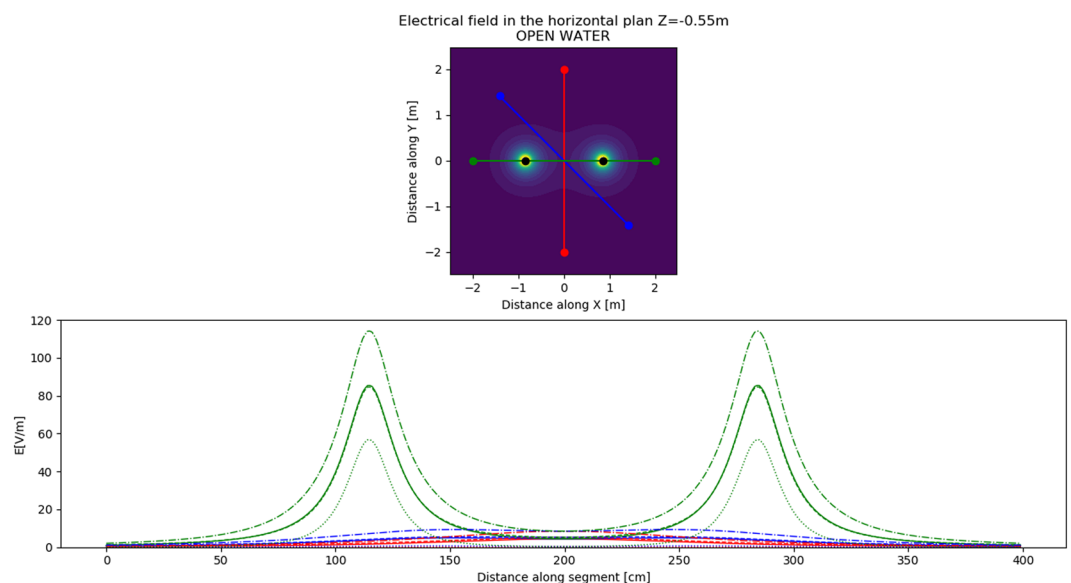 Electrical field in the horizontal plan Z=-0.55m
OPEN WATER
Distance along Y [m]
2
1
0
−1
−2
−2 −1 0 1 2
Distance along X [m]
E[V/m]
120
100
80
60
40
20
0
0 50 100 150 200 250 300 350 400
Distance along segment [cm]